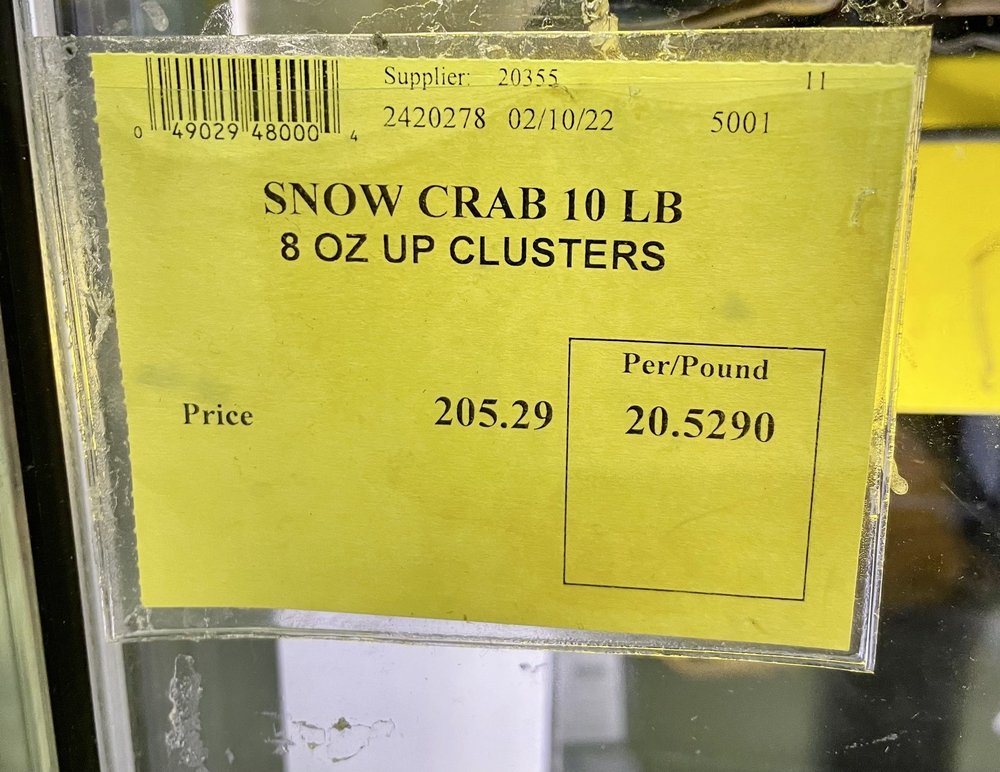 Supplier: 20355 11
0 49029 48000 4
2420278 02/10/22 5001
SNOW CRAB 10 LB
8 OZ UP CLUSTERS
Per/Pound
Price 205.29 20.5290